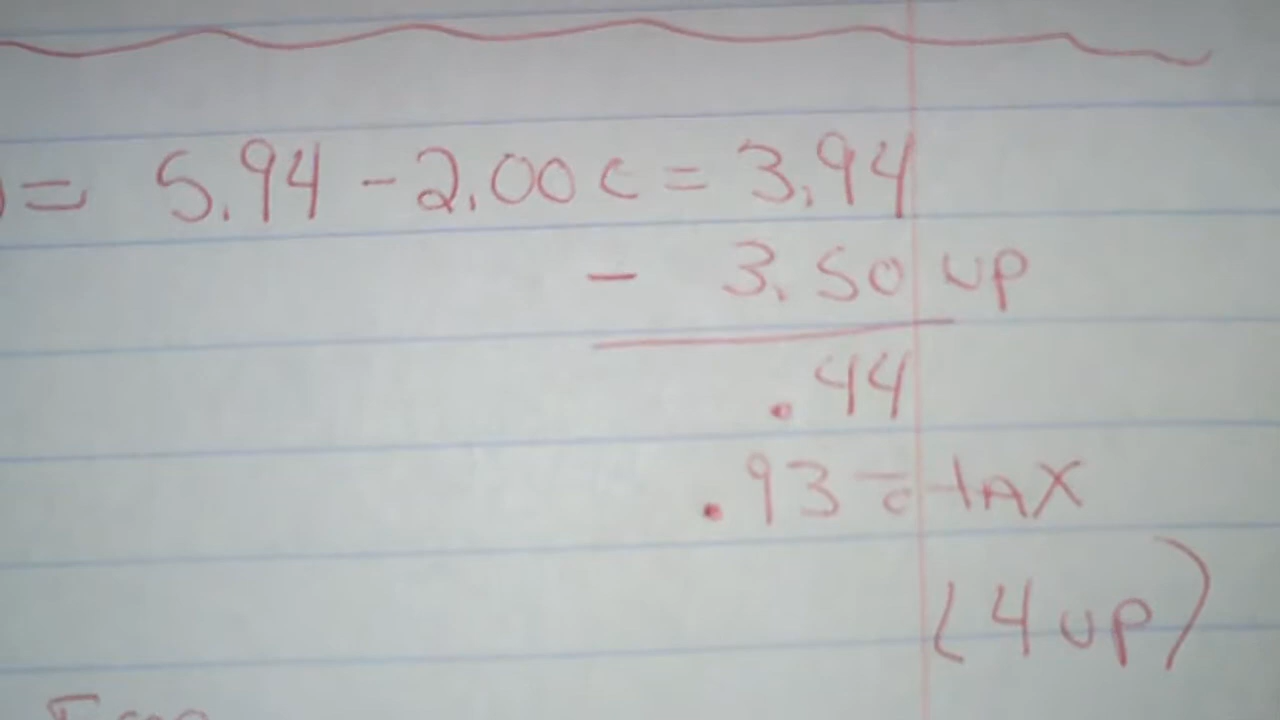 ) = 5.94 - 2.00 C = 3.94
- 3.50 UP
.44
.93 c̄ tAX
(4 UP)